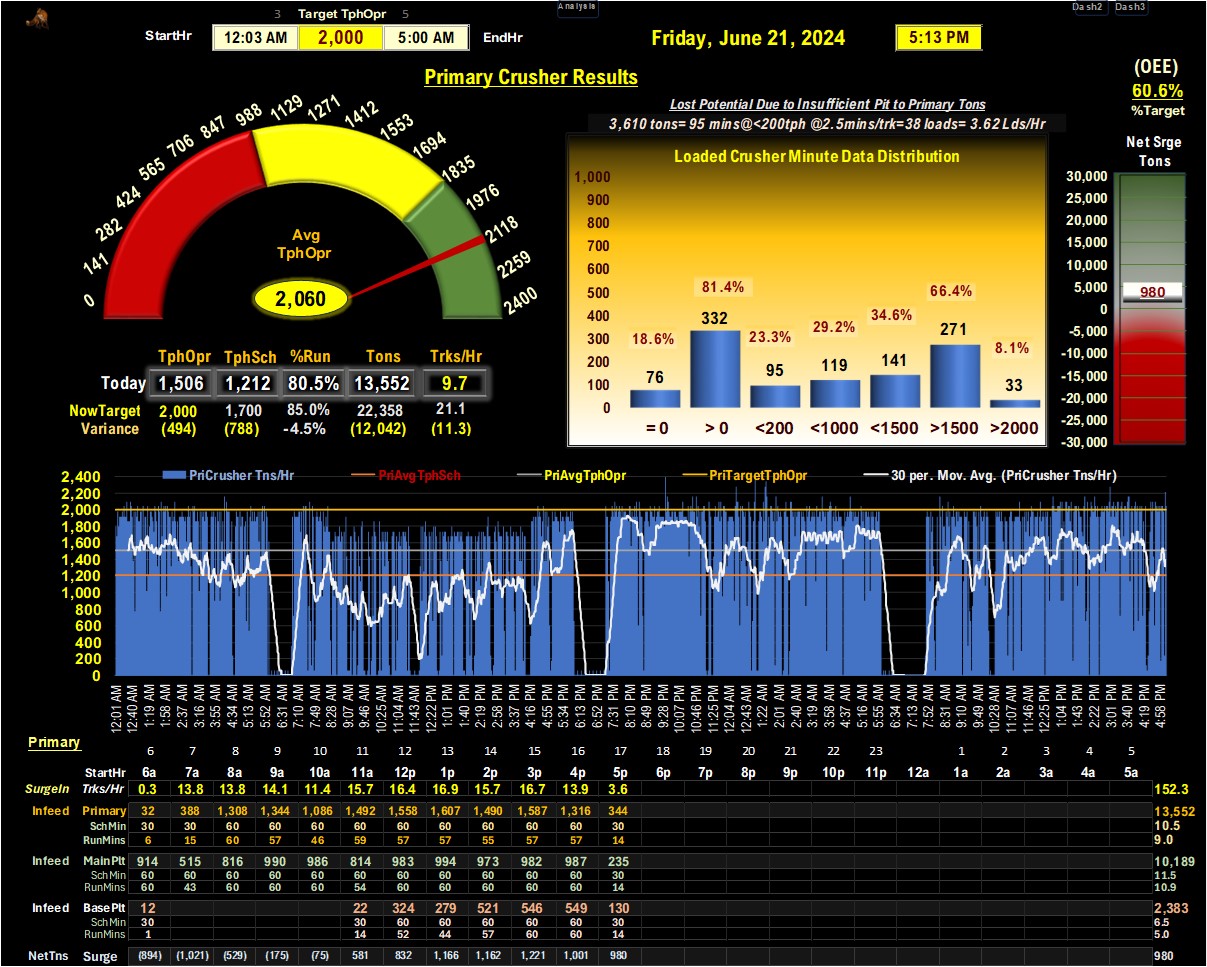 Analysis Dash2 Dash3
3 Target TphOpr 5
StartHr 12:03 AM 2,000 5:00 AM EndHr Friday, June 21, 2024 5:13 PM
Primary Crusher Results
(OEE)
60.6%
%Target
Lost Potential Due to Insufficient Pit to Primary Tons
3,610 tons= 95 mins@<200tph @2.5mins/trk=38 loads= 3.62 Lds/Hr
0 141 282 424 565 706 847 988 1129 1271 1412 1553 1694 1835 1976 2118 2259 2400
Avg
TphOpr
2,060
Loaded Crusher Minute Data Distribution
1,000
900
800
700
600
500
400
300
200
100
0
18.6% 81.4% 23.3% 29.2% 34.6% 66.4% 8.1%
76 332 95 119 141 271 33
= 0 > 0 <200 <1000 <1500 >1500 >2000
Net Srge
Tons
30,000
25,000
20,000
15,000
10,000
5,000
0
-5,000
-10,000
-15,000
-20,000
-25,000
-30,000
980
TphOpr TphSch %Run Tons Trks/Hr
Today 1,506 1,212 80.5% 13,552 9.7
NowTarget 2,000 1,700 85.0% 22,358 21.1
Variance (494) (788) -4.5% (12,042) (11.3)
PriCrusher Tns/Hr PriAvgTphSch PriAvgTphOpr PriTargetTphOpr 30 per. Mov. Avg. (PriCrusher Tns/Hr)
2,400
2,200
2,000
1,800
1,600
1,400
1,200
1,000
800
600
400
200
0
12:01 AM 12:40 AM 1:19 AM 1:58 AM 2:37 AM 3:16 AM 3:55 AM 4:34 AM 5:13 AM 5:52 AM 6:31 AM 7:10 AM 7:49 AM 8:28 AM 9:07 AM 9:46 AM 10:25 AM 11:04 AM 11:43 AM 12:22 PM 1:01 PM 1:40 PM 2:19 PM 2:58 PM 3:37 PM 4:16 PM 4:55 PM 5:34 PM 6:13 PM 6:52 PM 7:31 PM 8:10 PM 8:49 PM 9:28 PM 10:07 PM 10:46 PM 11:25 PM 12:04 AM 12:43 AM 1:22 AM 2:01 AM 2:40 AM 3:19 AM 3:58 AM 4:37 AM 5:16 AM 5:55 AM 6:34 AM 7:13 AM 7:52 AM 8:31 AM 9:10 AM 9:49 AM 10:28 AM 11:07 AM 11:46 AM 12:25 PM 1:04 PM 1:43 PM 2:22 PM 3:01 PM 3:40 PM 4:19 PM 4:58 PM
Primary 6 7 8 9 10 11 12 13 14 15 16 17 18 19 20 21 22 23 1 2 3 4 5
StartHr 6a 7a 8a 9a 10a 11a 12p 1p 2p 3p 4p 5p 6p 7p 8p 9p 10p 11p 12a 1a 2a 3a 4a 5a
SurgeIn Trks/Hr 0.3 13.8 13.8 14.1 11.4 15.7 16.4 16.9 15.7 16.7 13.9 3.6 152.3
Infeed Primary 32 388 1,308 1,344 1,086 1,492 1,558 1,607 1,490 1,587 1,316 344 13,552
SchMin 30 30 60 60 60 60 60 60 60 60 60 30 10.5
RunMins 6 15 60 57 46 59 57 57 55 57 57 14 9.0
Infeed MainPlt 914 515 816 990 986 814 983 994 973 982 987 235 10,189
SchMin 60 60 60 60 60 60 60 60 60 60 60 30 11.5
RunMins 60 43 60 60 60 54 60 60 60 60 60 14 10.9
Infeed BasePlt 12 22 324 279 521 546 549 130 2,383
SchMin 30 30 60 60 60 60 60 30 6.5
RunMins 1 14 52 44 57 60 60 14 5.0
NetTns Surge (894) (1,021) (529) (175) (75) 581 832 1,166 1,162 1,221 1,001 980 980